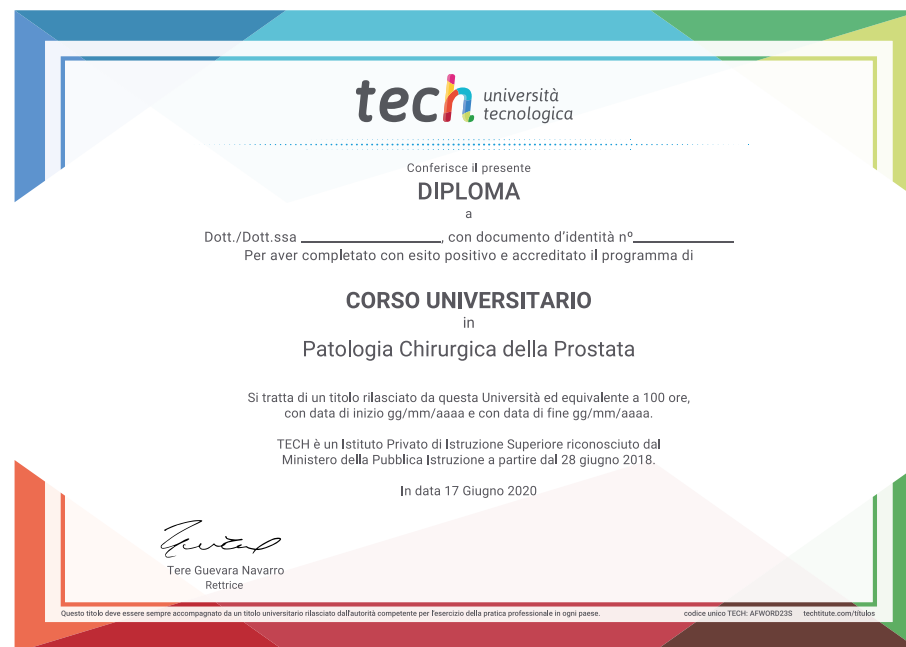 tech università
tecnologica
Conferisce il presente
DIPLOMA
a
Dott./Dott.ssa ____________________, con documento d'identità nº______________
Per aver completato con esito positivo e accreditato il programma di
CORSO UNIVERSITARIO
in
Patologia Chirurgica della Prostata
Si tratta di un titolo rilasciato da questa Università ed equivalente a 100 ore,
con data di inizio gg/mm/aaaa e con data di fine gg/mm/aaaa.
TECH è un Istituto Privato di Istruzione Superiore riconosciuto dal
Ministero della Pubblica Istruzione a partire dal 28 giugno 2018.
In data 17 Giugno 2020
Tere Guevara Navarro
Rettrice
Questo titolo deve essere sempre accompagnato da un titolo universitario rilasciato dall'autorità competente per l'esercizio della pratica professionale in ogni paese. codice unico TECH: AFWORD23S techtitute.com/titulos